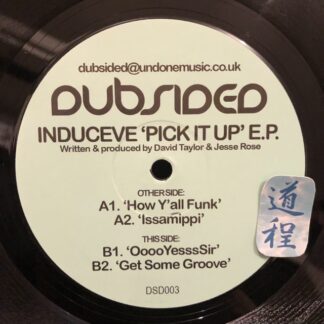 dubsided@undonemusic.co.uk
DUBSIDED
INDUCEVE 'PICK IT UP' E.P.
Written & produced by David Taylor & Jesse Rose
OTHER SIDE:
A1. 'How Y'all Funk'
A2. 'Issamippi'
THIS SIDE:
B1. 'OoooYesssSir'
B2. 'Get Some Groove'
DSD003
道
程